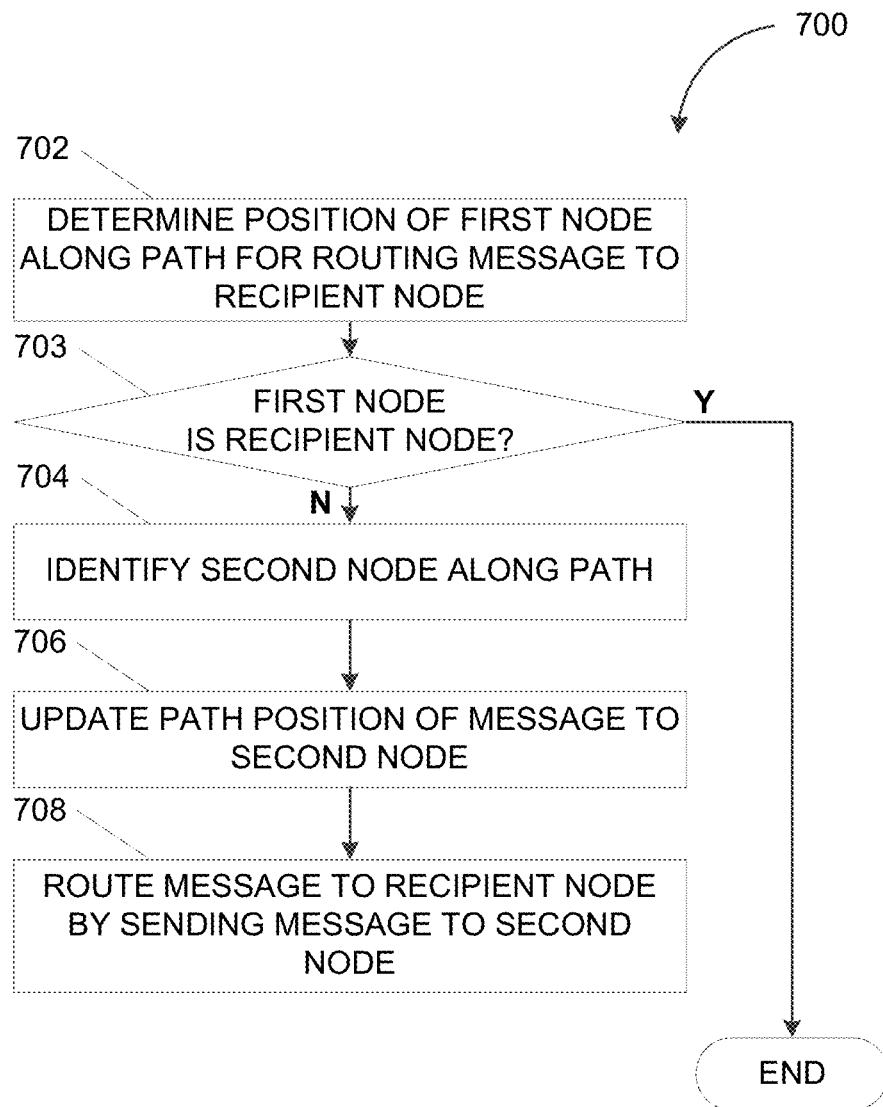 700
702
DETERMINE POSITION OF FIRST NODE
ALONG PATH FOR ROUTING MESSAGE TO
RECIPIENT NODE
703
FIRST NODE
IS RECIPIENT NODE?
Y
704
N
IDENTIFY SECOND NODE ALONG PATH
706
UPDATE PATH POSITION OF MESSAGE TO
SECOND NODE
708
ROUTE MESSAGE TO RECIPIENT NODE
BY SENDING MESSAGE TO SECOND
NODE
END